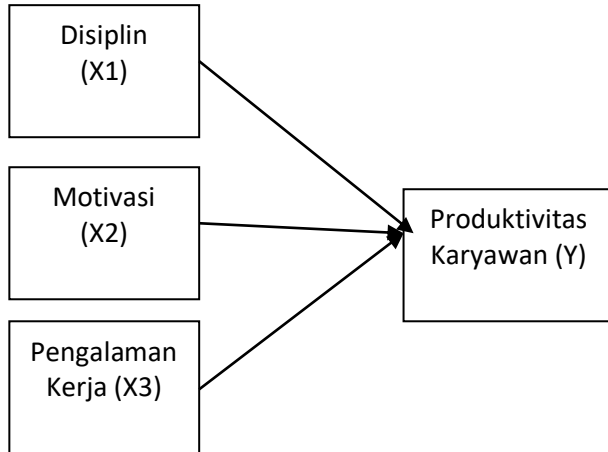 Disiplin
(X1)
Motivasi
(X2)
Produktivitas
Karyawan (Y)
Pengalaman
Kerja (X3)